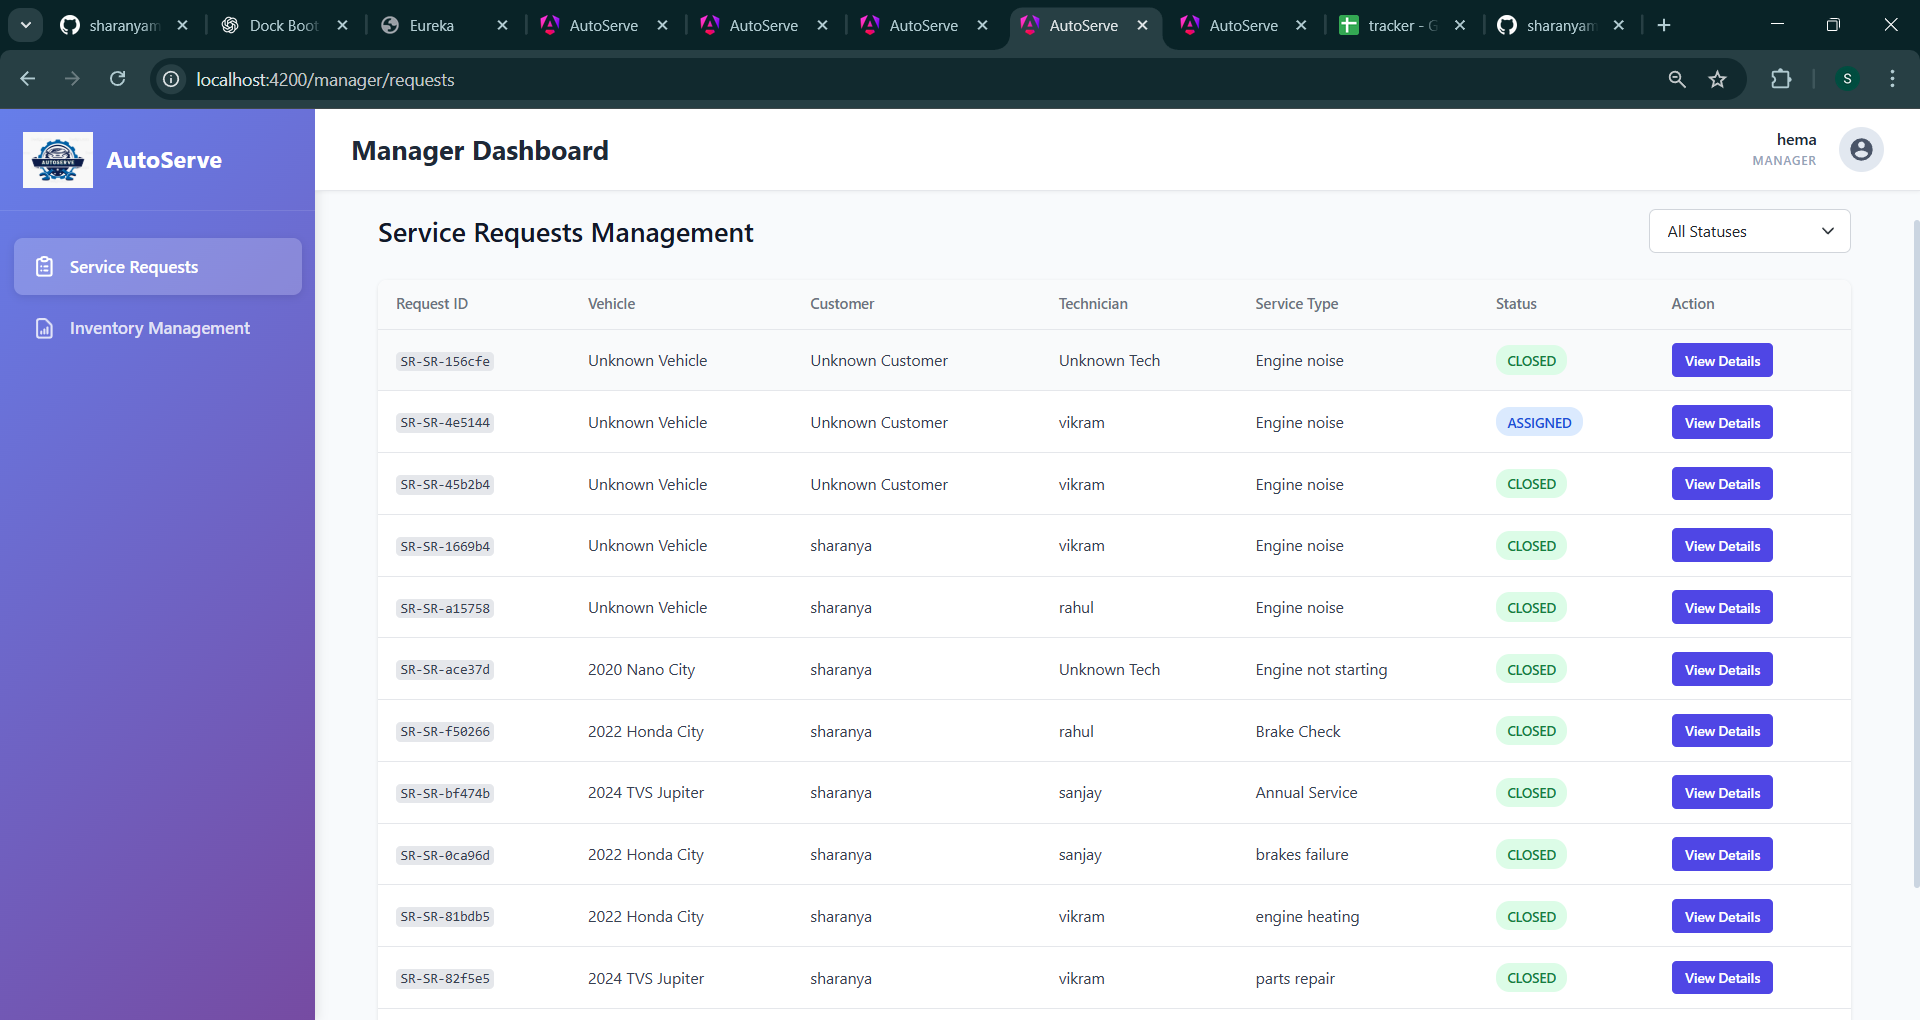 sharanyam
Dock Boot
Eureka
AutoServe
AutoServe
AutoServe
AutoServe
AutoServe
tracker - G
sharanyam
localhost:4200/manager/requests
S
AUTOSERVE
AutoServe
Service Requests
Inventory Management
Manager Dashboard
hema
MANAGER
Service Requests Management
All Statuses
Request ID Vehicle Customer Technician Service Type Status Action
SR-SR-156cfe Unknown Vehicle Unknown Customer Unknown Tech Engine noise CLOSED View Details
SR-SR-4e5144 Unknown Vehicle Unknown Customer vikram Engine noise ASSIGNED View Details
SR-SR-45b2b4 Unknown Vehicle Unknown Customer vikram Engine noise CLOSED View Details
SR-SR-1669b4 Unknown Vehicle sharanya vikram Engine noise CLOSED View Details
SR-SR-a15758 Unknown Vehicle sharanya rahul Engine noise CLOSED View Details
SR-SR-ace37d 2020 Nano City sharanya Unknown Tech Engine not starting CLOSED View Details
SR-SR-f50266 2022 Honda City sharanya rahul Brake Check CLOSED View Details
SR-SR-bf474b 2024 TVS Jupiter sharanya sanjay Annual Service CLOSED View Details
SR-SR-0ca96d 2022 Honda City sharanya sanjay brakes failure CLOSED View Details
SR-SR-81bdb5 2022 Honda City sharanya vikram engine heating CLOSED View Details
SR-SR-82f5e5 2024 TVS Jupiter sharanya vikram parts repair CLOSED View Details